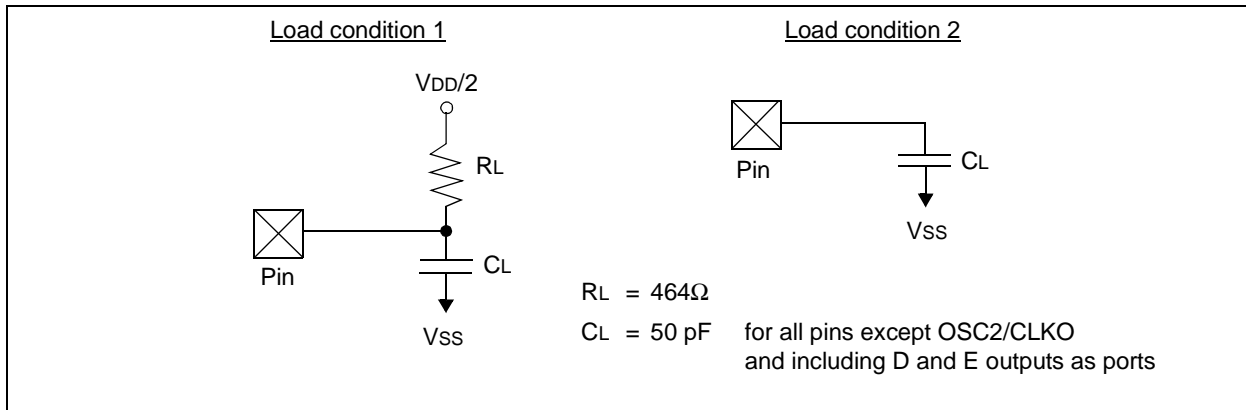 Load condition 1
VDD/2
RL
Pin
CL
VSS
Load condition 2
Pin
CL
VSS
RL = 464Ω
CL = 50 pF for all pins except OSC2/CLKO
and including D and E outputs as ports